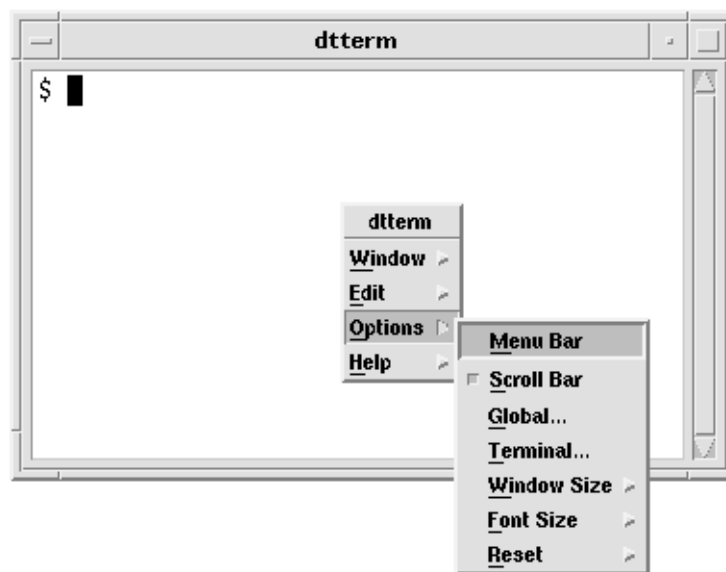 dtterm
$
dtterm
Window
Edit
Options
Help
Menu Bar
Scroll Bar
Global...
Terminal...
Window Size
Font Size
Reset